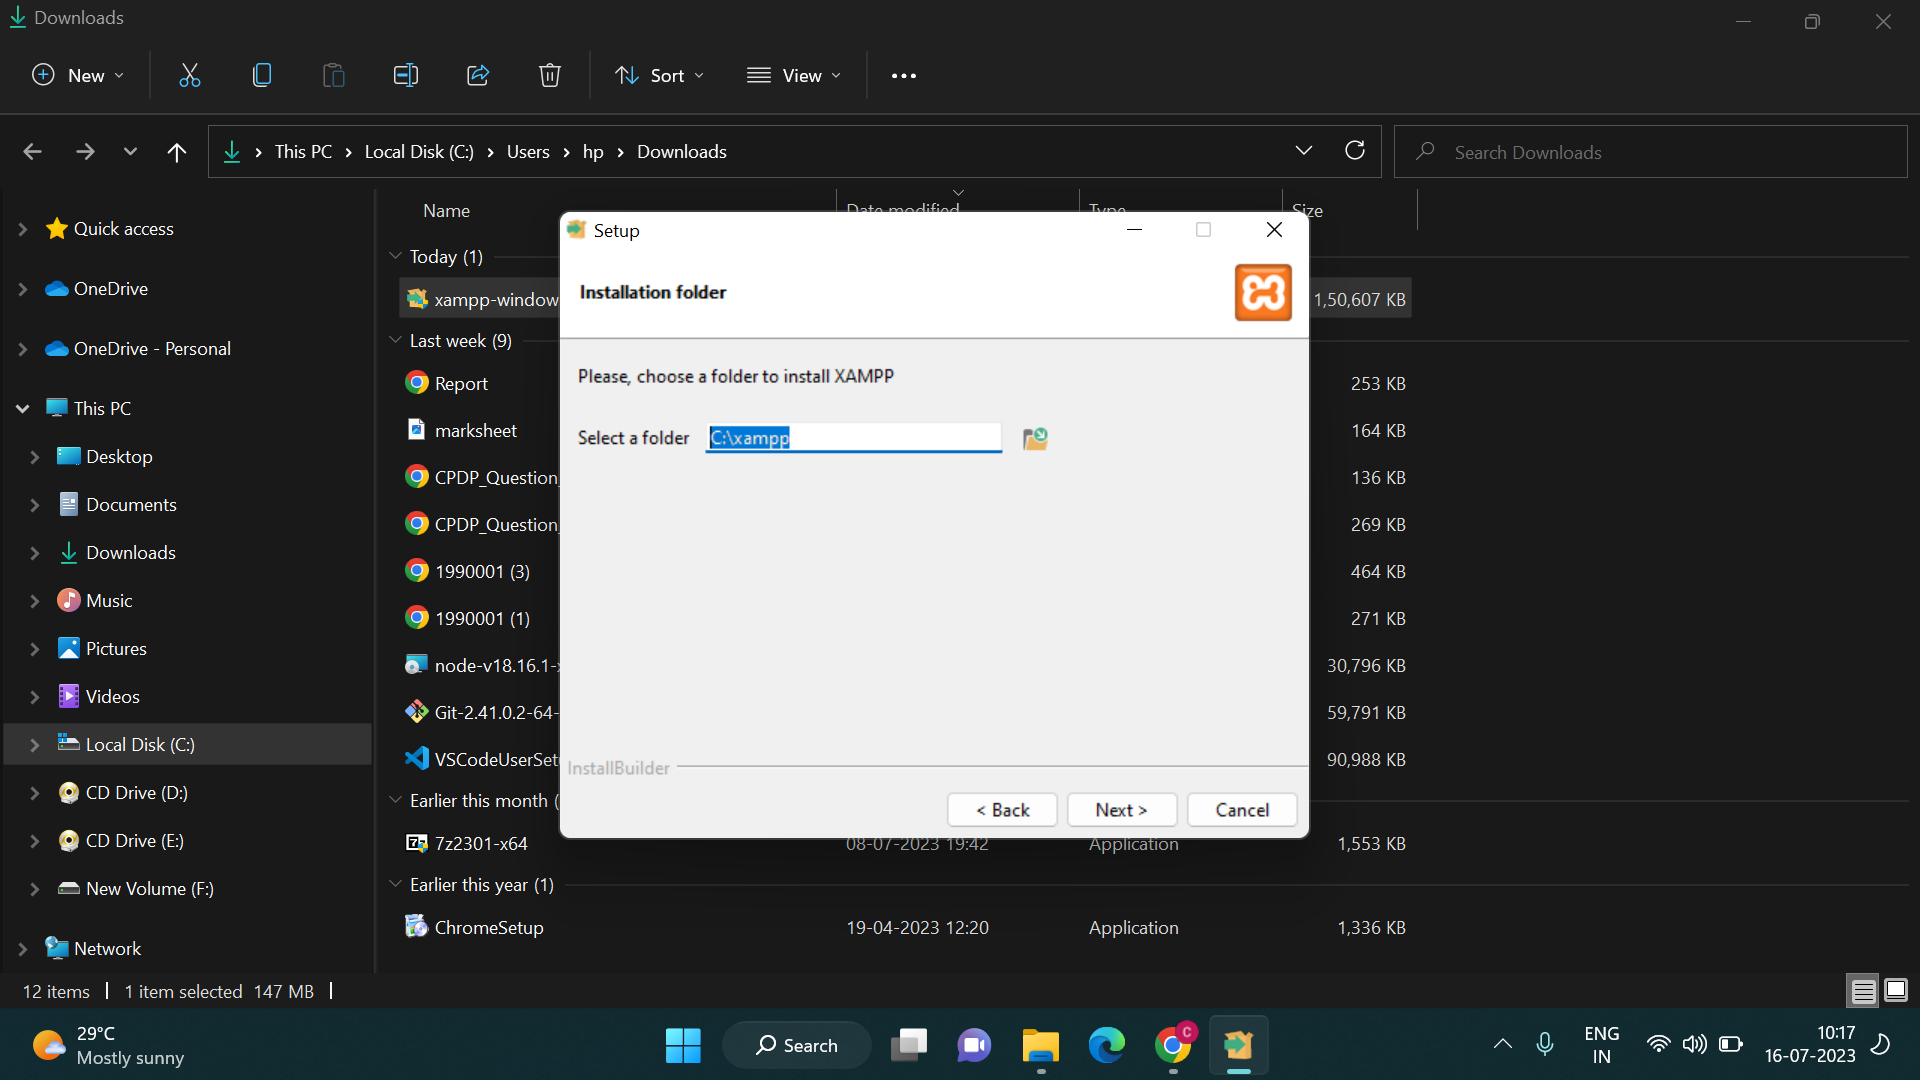 Downloads
New
Sort
View
This PC
Local Disk (C:)
Users
hp
Downloads
Search Downloads
Name
Date modified
Type
Size
Quick access
OneDrive
OneDrive - Personal
This PC
Desktop
Documents
Downloads
Music
Pictures
Videos
Local Disk (C:)
CD Drive (D:)
CD Drive (E:)
New Volume (F:)
Network
Today (1)
xampp-window
1,50,607 KB
Last week (9)
Report
253 KB
marksheet
164 KB
CPDP_Question_
136 KB
CPDP_Question_
269 KB
1990001 (3)
464 KB
1990001 (1)
271 KB
node-v18.16.1-x
30,796 KB
Git-2.41.0.2-64-
59,791 KB
VSCodeUserSet
90,988 KB
Earlier this month (
7z2301-x64
08-07-2023 19:42
Application
1,553 KB
Earlier this year (1)
ChromeSetup
19-04-2023 12:20
Application
1,336 KB
Setup
Installation folder
Please, choose a folder to install XAMPP
Select a folder
C:\xampp
InstallBuilder
< Back
Next >
Cancel
12 items
1 item selected
147 MB
29°C
Mostly sunny
Search
C
ENG
IN
10:17
16-07-2023